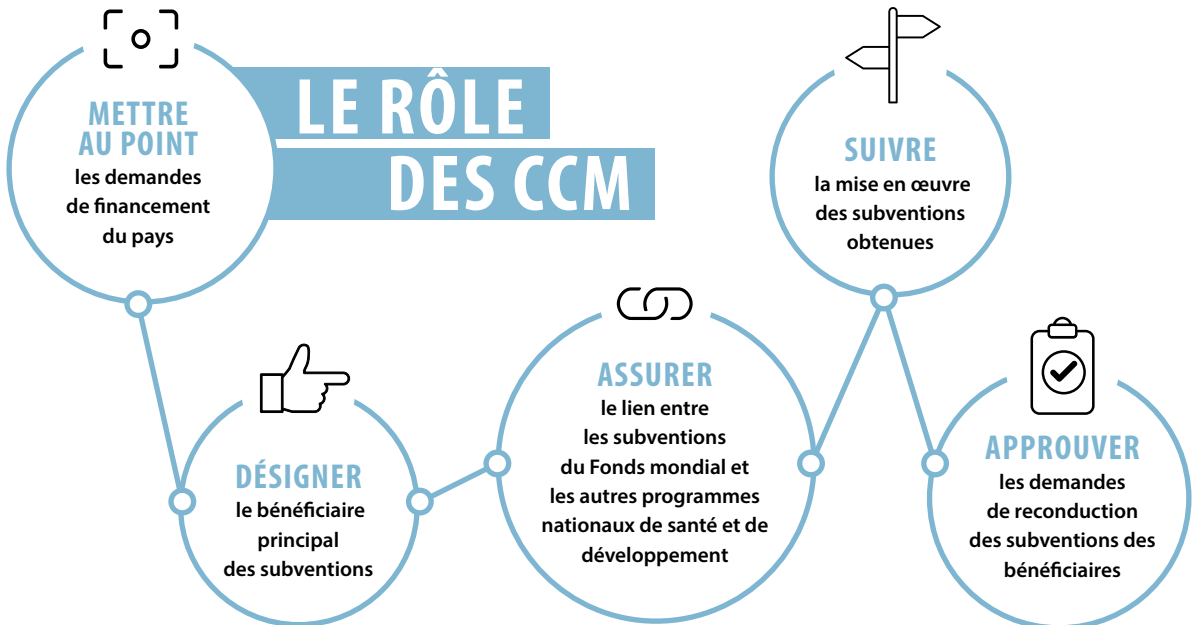 LE RÔLE
DES CCM
METTRE
AU POINT
les demandes
de financement
du pays
DÉSIGNER
le bénéficiaire
principal
des subventions
ASSURER
le lien entre
les subventions
du Fonds mondial et
les autres programmes
nationaux de santé et de
développement
SUIVRE
la mise en œuvre
des subventions
obtenues
APPROUVER
les demandes
de reconduction
des subventions des
bénéficiaires